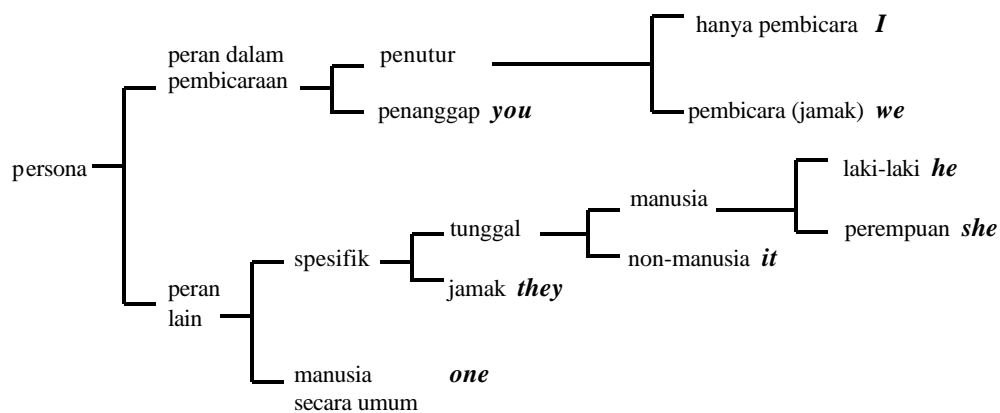 hanya pembicara I
peran dalam
pembicaraan
penutur
penanggap you
pembicara (jamak) we
persona
laki-laki he
manusia
perempuan she
tunggal
spesifik
non-manusia it
jamak they
peran
lain
manusia
secara umum
one